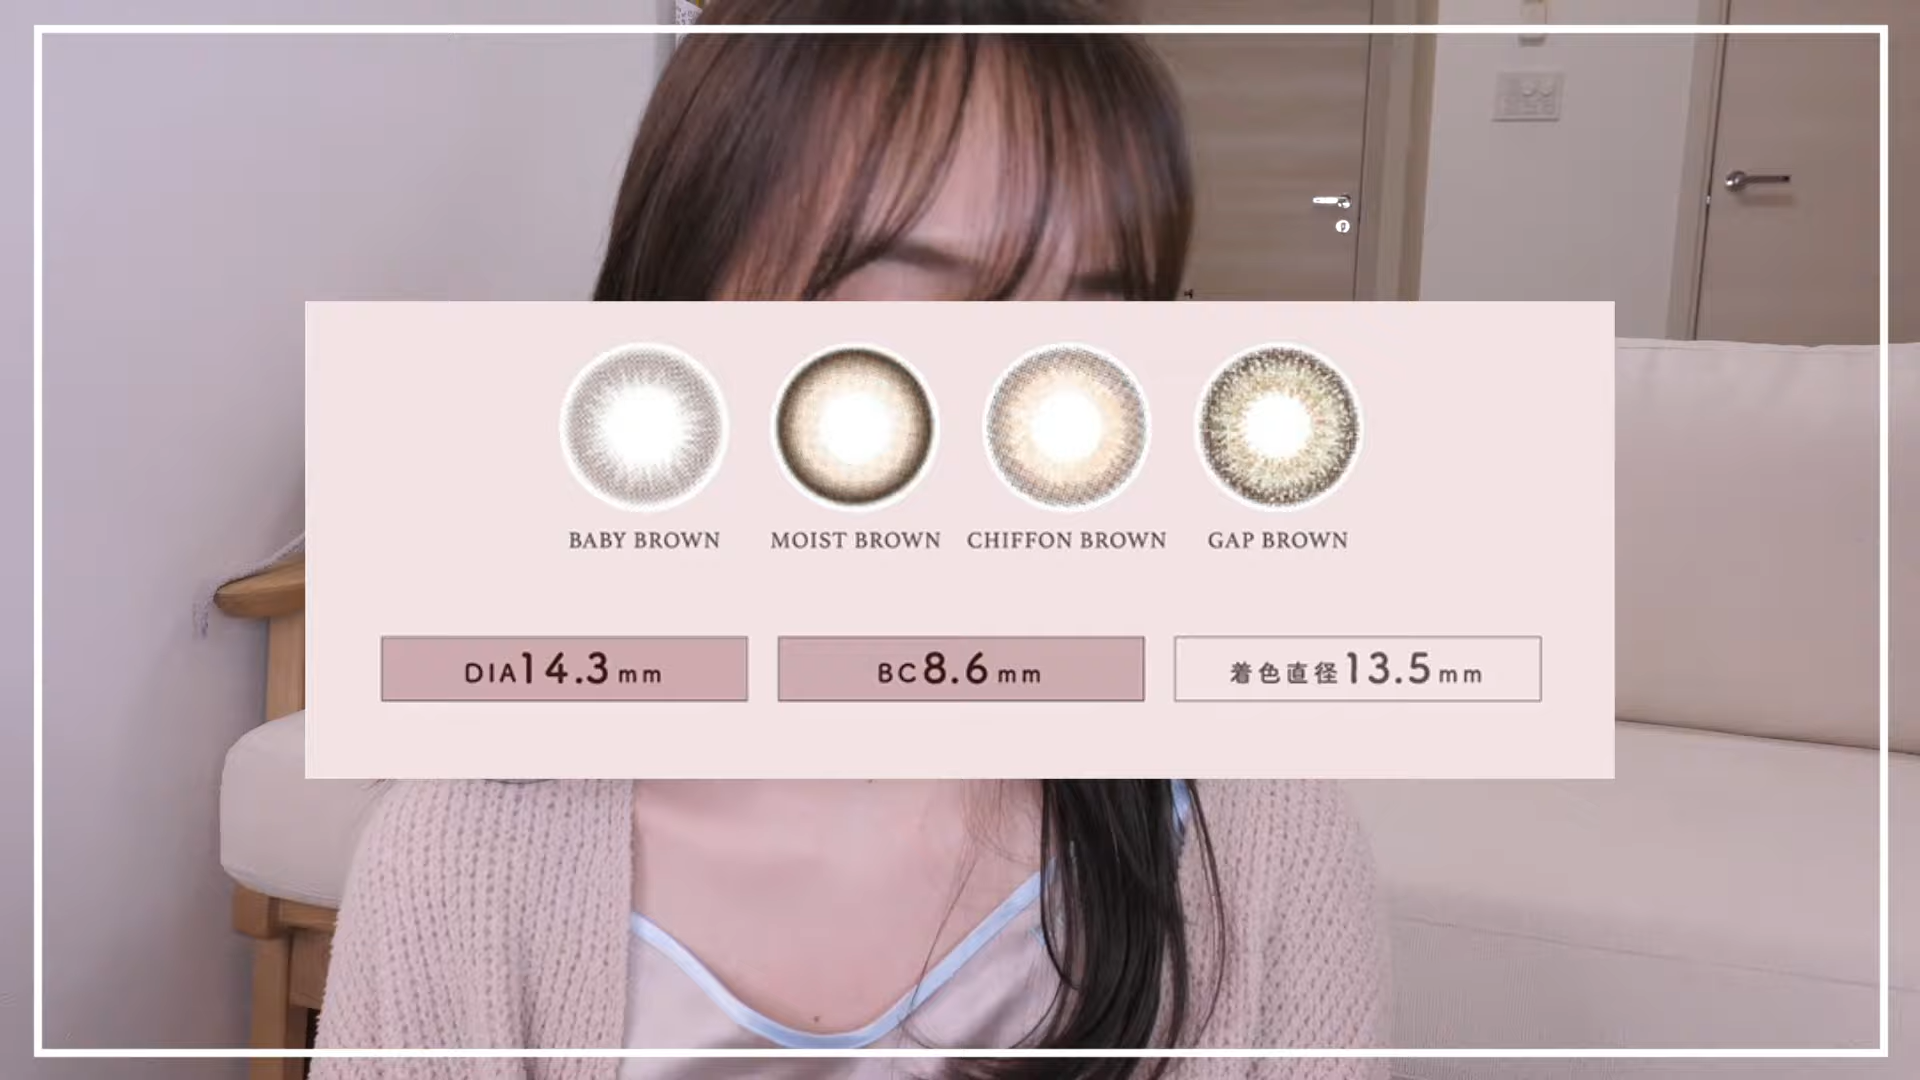 BABY BROWN MOIST BROWN CHIFFON BROWN GAP BROWN
DIA14.3mm BC8.6mm 着色直径13.5mm